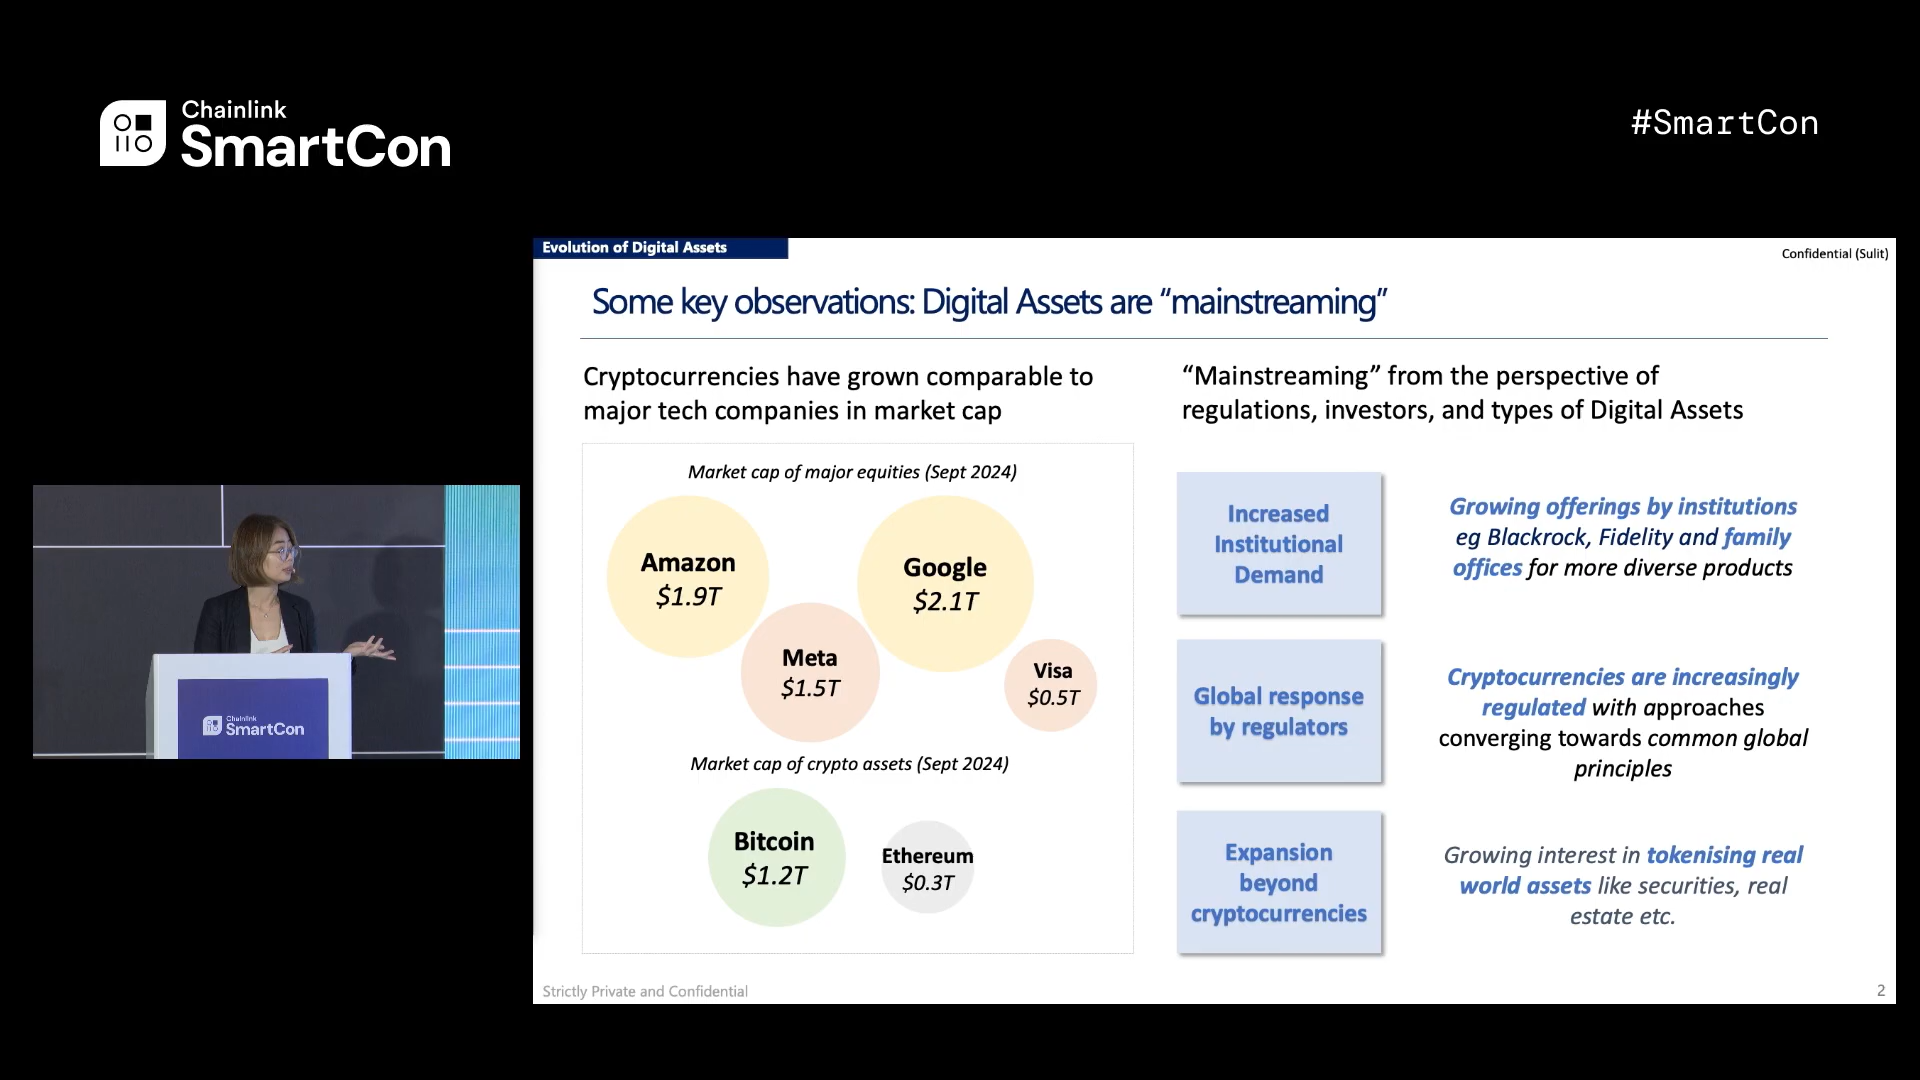 Chainlink
SmartCon
#SmartCon
Evolution of Digital Assets
Confidential (Sulit)
Some key observations: Digital Assets are “mainstreaming”
Cryptocurrencies have grown comparable to
major tech companies in market cap
Market cap of major equities (Sept 2024)
Amazon
$1.9T
Google
$2.1T
Meta
$1.5T
Visa
$0.5T
Market cap of crypto assets (Sept 2024)
Bitcoin
$1.2T
Ethereum
$0.3T
“Mainstreaming” from the perspective of
regulations, investors, and types of Digital Assets
Increased
Institutional
Demand
Growing offerings by institutions
eg Blackrock, Fidelity and family
offices for more diverse products
Global response
by regulators
Cryptocurrencies are increasingly
regulated with approaches
converging towards common global
principles
Expansion
beyond
cryptocurrencies
Growing interest in tokenising real
world assets like securities, real
estate etc.
Strictly Private and Confidential
2
Chainlink
SmartCon